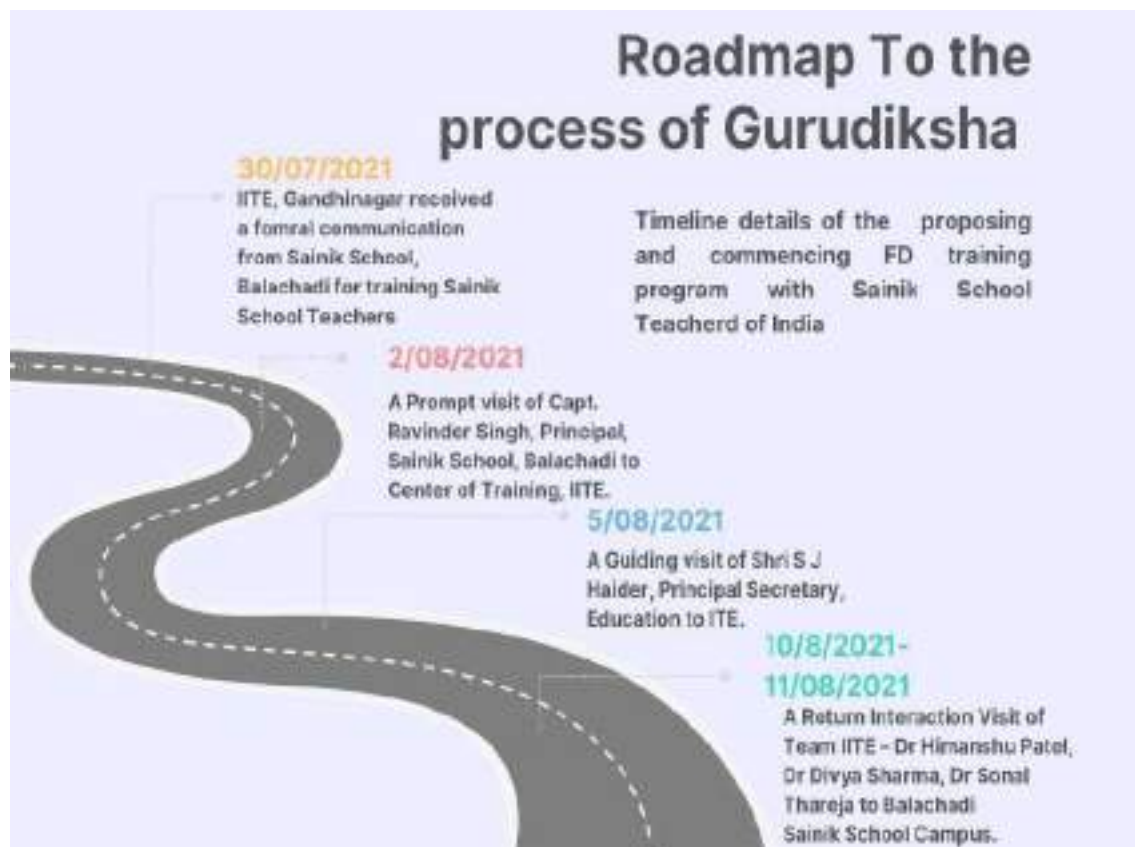 Roadmap To the
process of Gurudiksha
30/07/2021
IITE, Gandhinagar received
a fomral communication
from Sainik School,
Balachadi for training Sainik
School Teachers
Timeline details of the proposing
and commencing FD training
program with Sainik School
Teacherd of India
2/08/2021
A Prompt visit of Capt.
Ravinder Singh, Principal,
Sainik School, Balachadi to
Center of Training, IITE.
5/08/2021
A Guiding visit of Shri S J
Haider, Principal Secretary,
Education to ITE.
10/8/2021-
11/08/2021
A Return Interaction Visit of
Team IITE - Dr Himanshu Patel,
Dr Divya Sharma, Dr Sonal
Thareja to Balachadi
Sainik School Campus.